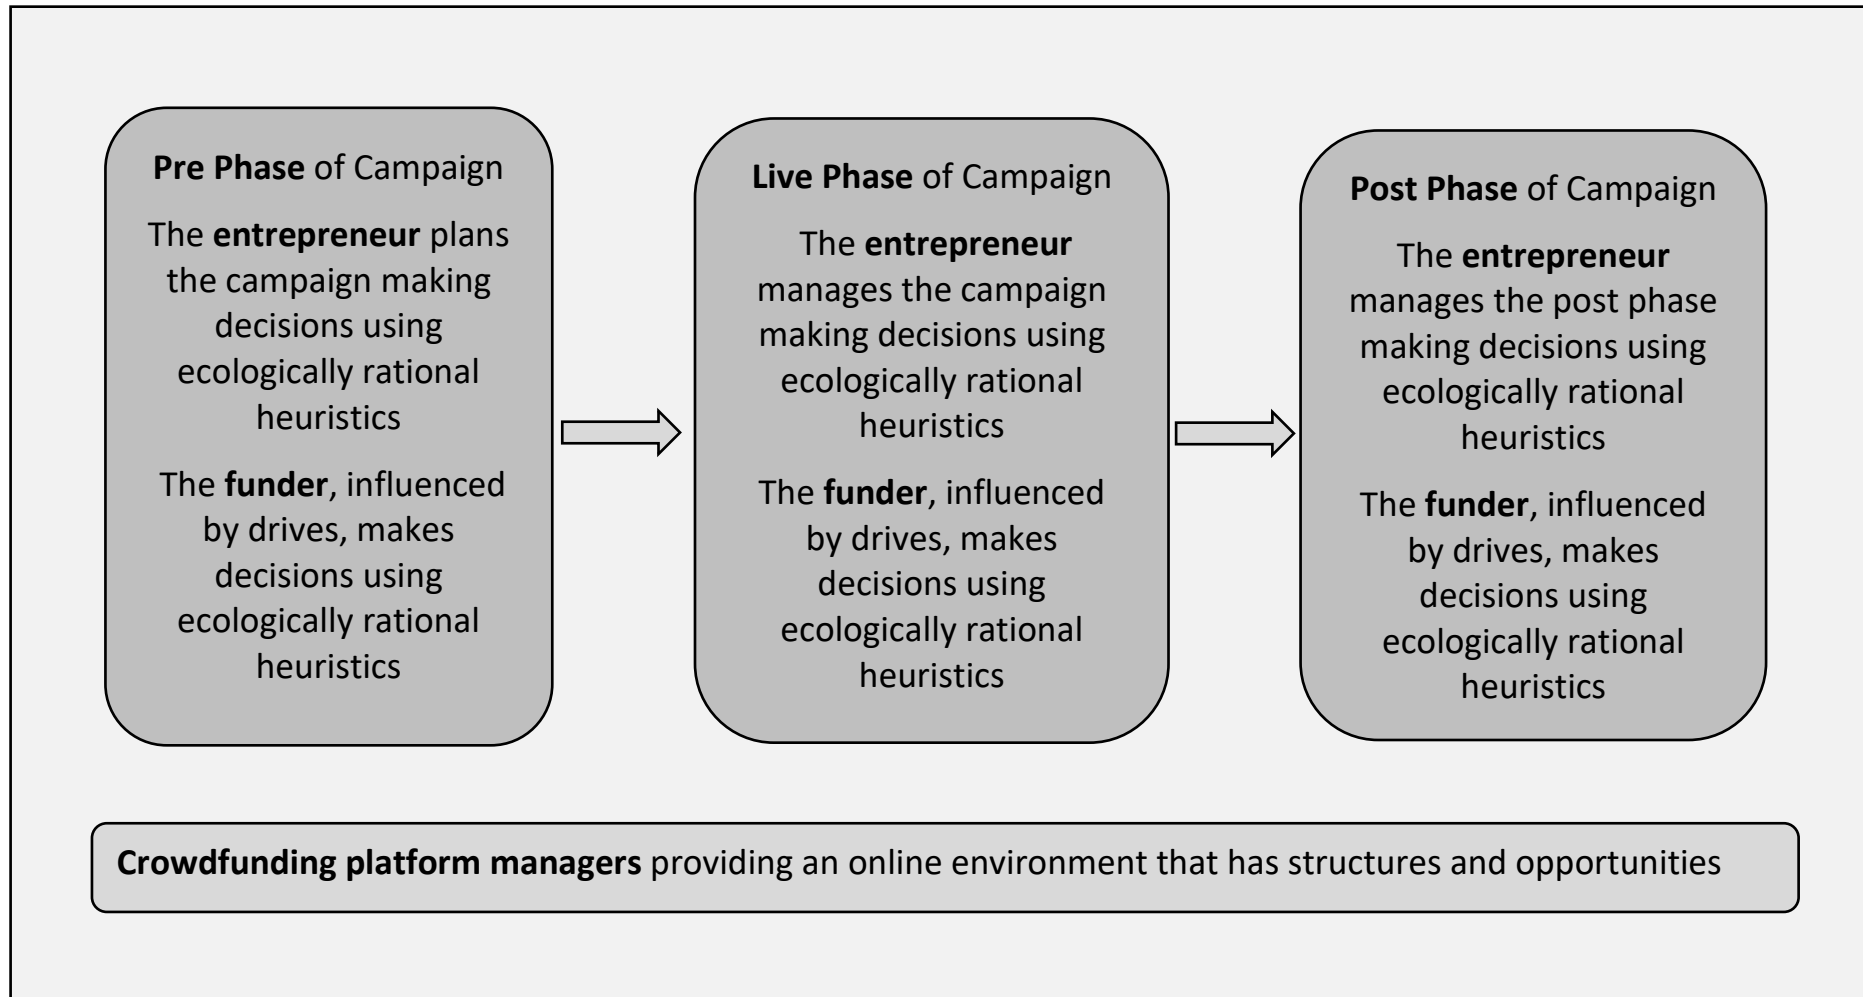 Pre Phase of Campaign
The entrepreneur plans
the campaign making
decisions using
ecologically rational
heuristics
The funder, influenced
by drives, makes
decisions using
ecologically rational
heuristics
Live Phase of Campaign
The entrepreneur
manages the campaign
making decisions using
ecologically rational
heuristics
The funder, influenced
by drives, makes
decisions using
ecologically rational
heuristics
Post Phase of Campaign
The entrepreneur
manages the post phase
making decisions using
ecologically rational
heuristics
The funder, influenced
by drives, makes
decisions using
ecologically rational
heuristics
Crowdfunding platform managers providing an online environment that has structures and opportunities